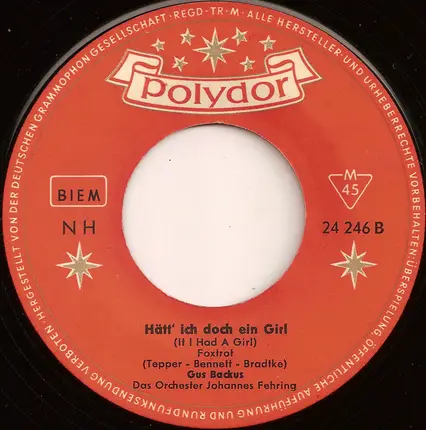 HERGESTELLT VON DER DEUTSCHEN GRAMMOPHON GESELLSCHAFT · REGD·TR·M · ALLE HERSTELLER- UND URHEBERRECHTE VORBEHALTEN: ÜBERSPIELUNG, ÖFFENTLICHE AUFFÜHRUNG UND RUNDFUNKSENDUNG VERBOTEN·
Polydor
BIEM
M
45
NH
24 246 B
Hätt' ich doch ein Girl
(If I Had A Girl)
Foxtrot
(Tepper - Bennett - Bradtke)
Gus Backus
Das Orchester Johannes Fehring